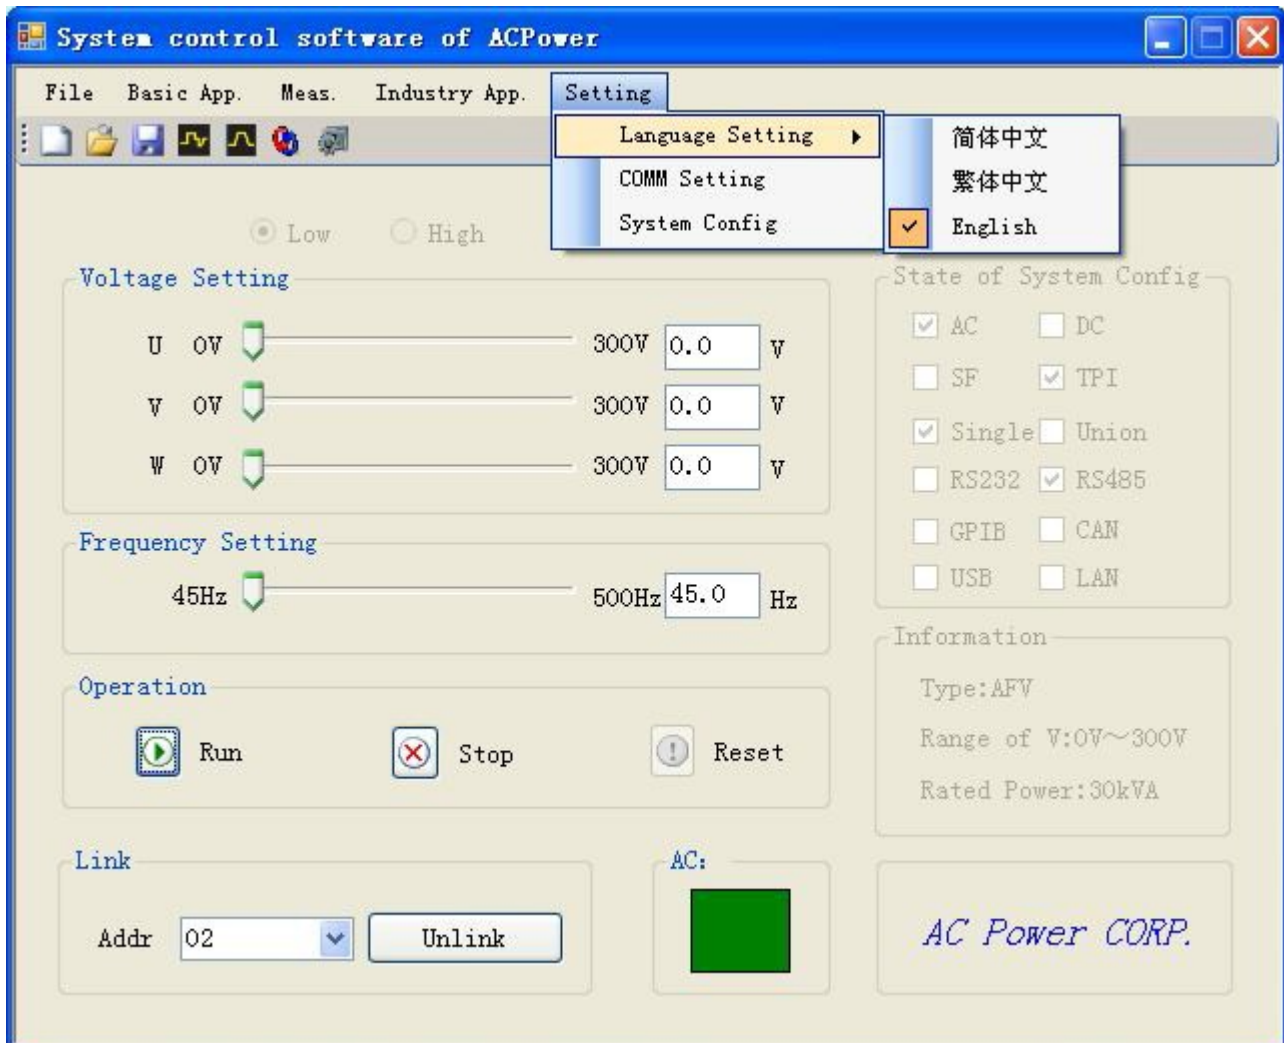 System control software of ACPower
File Basic App. Meas. Industry App. Setting
Language Setting
COMM Setting
System Config
简体中文
繁体中文
English
Low High
Voltage Setting
U 0V 300V 0.0 V
V 0V 300V 0.0 V
W 0V 300V 0.0 V
Frequency Setting
45Hz 500Hz 45.0 Hz
Operation
Run Stop Reset
Link
Addr 02 Unlink
AC:
State of System Config
AC DC
SF TPI
Single Union
RS232 RS485
GPIB CAN
USB LAN
Information
Type:AFV
Range of V:0V~300V
Rated Power:30kVA
AC Power CORP.